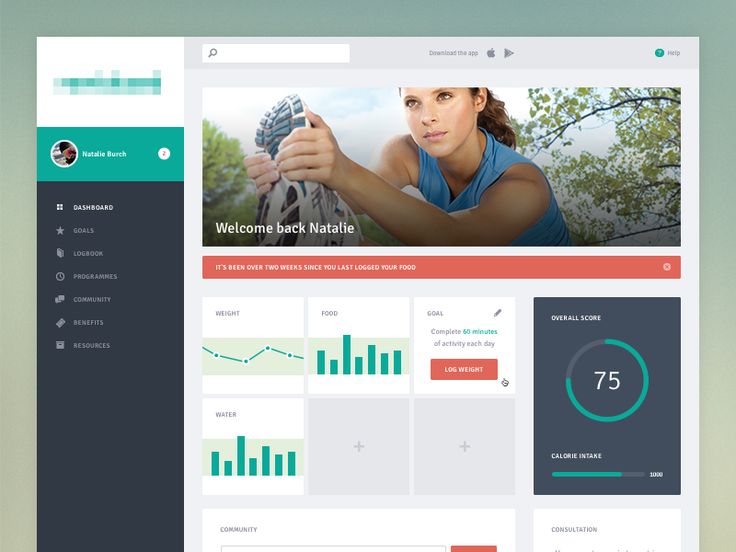 Download the app
? Help
Natalie Burch
2
DASHBOARD
GOALS
LOGBOOK
PROGRAMMES
COMMUNITY
BENEFITS
RESOURCES
Welcome back Natalie
IT'S BEEN OVER TWO WEEKS SINCE YOU LAST LOGGED YOUR FOOD
WEIGHT
FOOD
GOAL
Complete 60 minutes
of activity each day
LOG WEIGHT
WATER
+
+
OVERALL SCORE
75
CALORIE INTAKE
1000
COMMUNITY
CONSULTATION